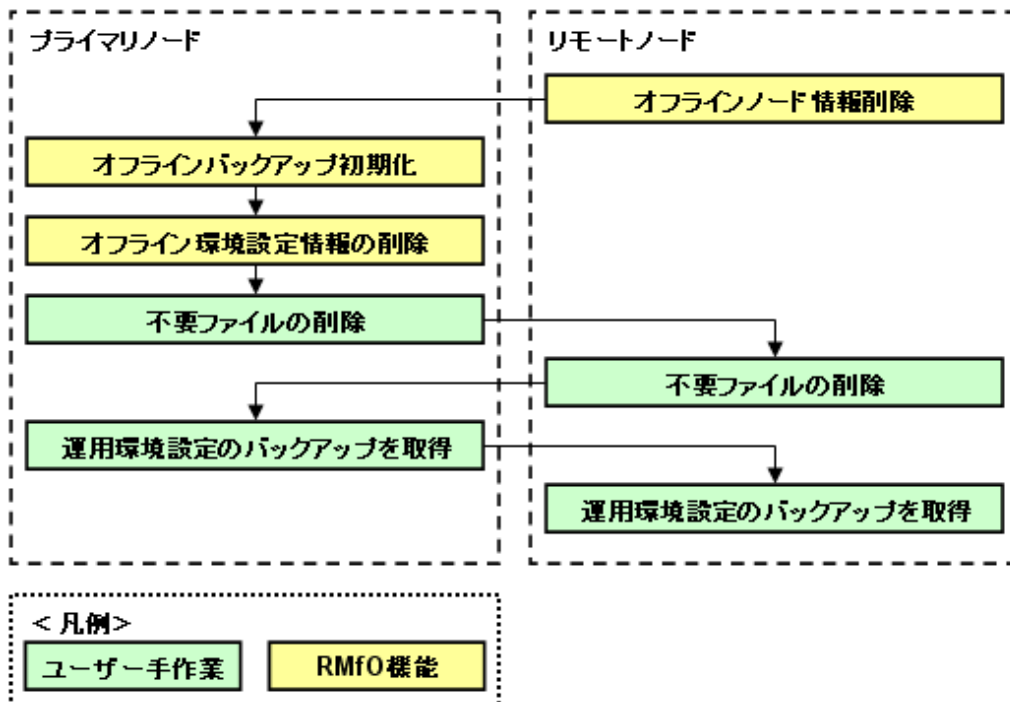 プライマリノード
リモートノード
オフラインノード情報削除
オフラインバックアップ初期化
オフライン環境設定情報の削除
不要ファイルの削除
不要ファイルの削除
運用環境設定のバックアップを取得
運用環境設定のバックアップを取得
<凡例>
ユーザー手作業
RMfO機能